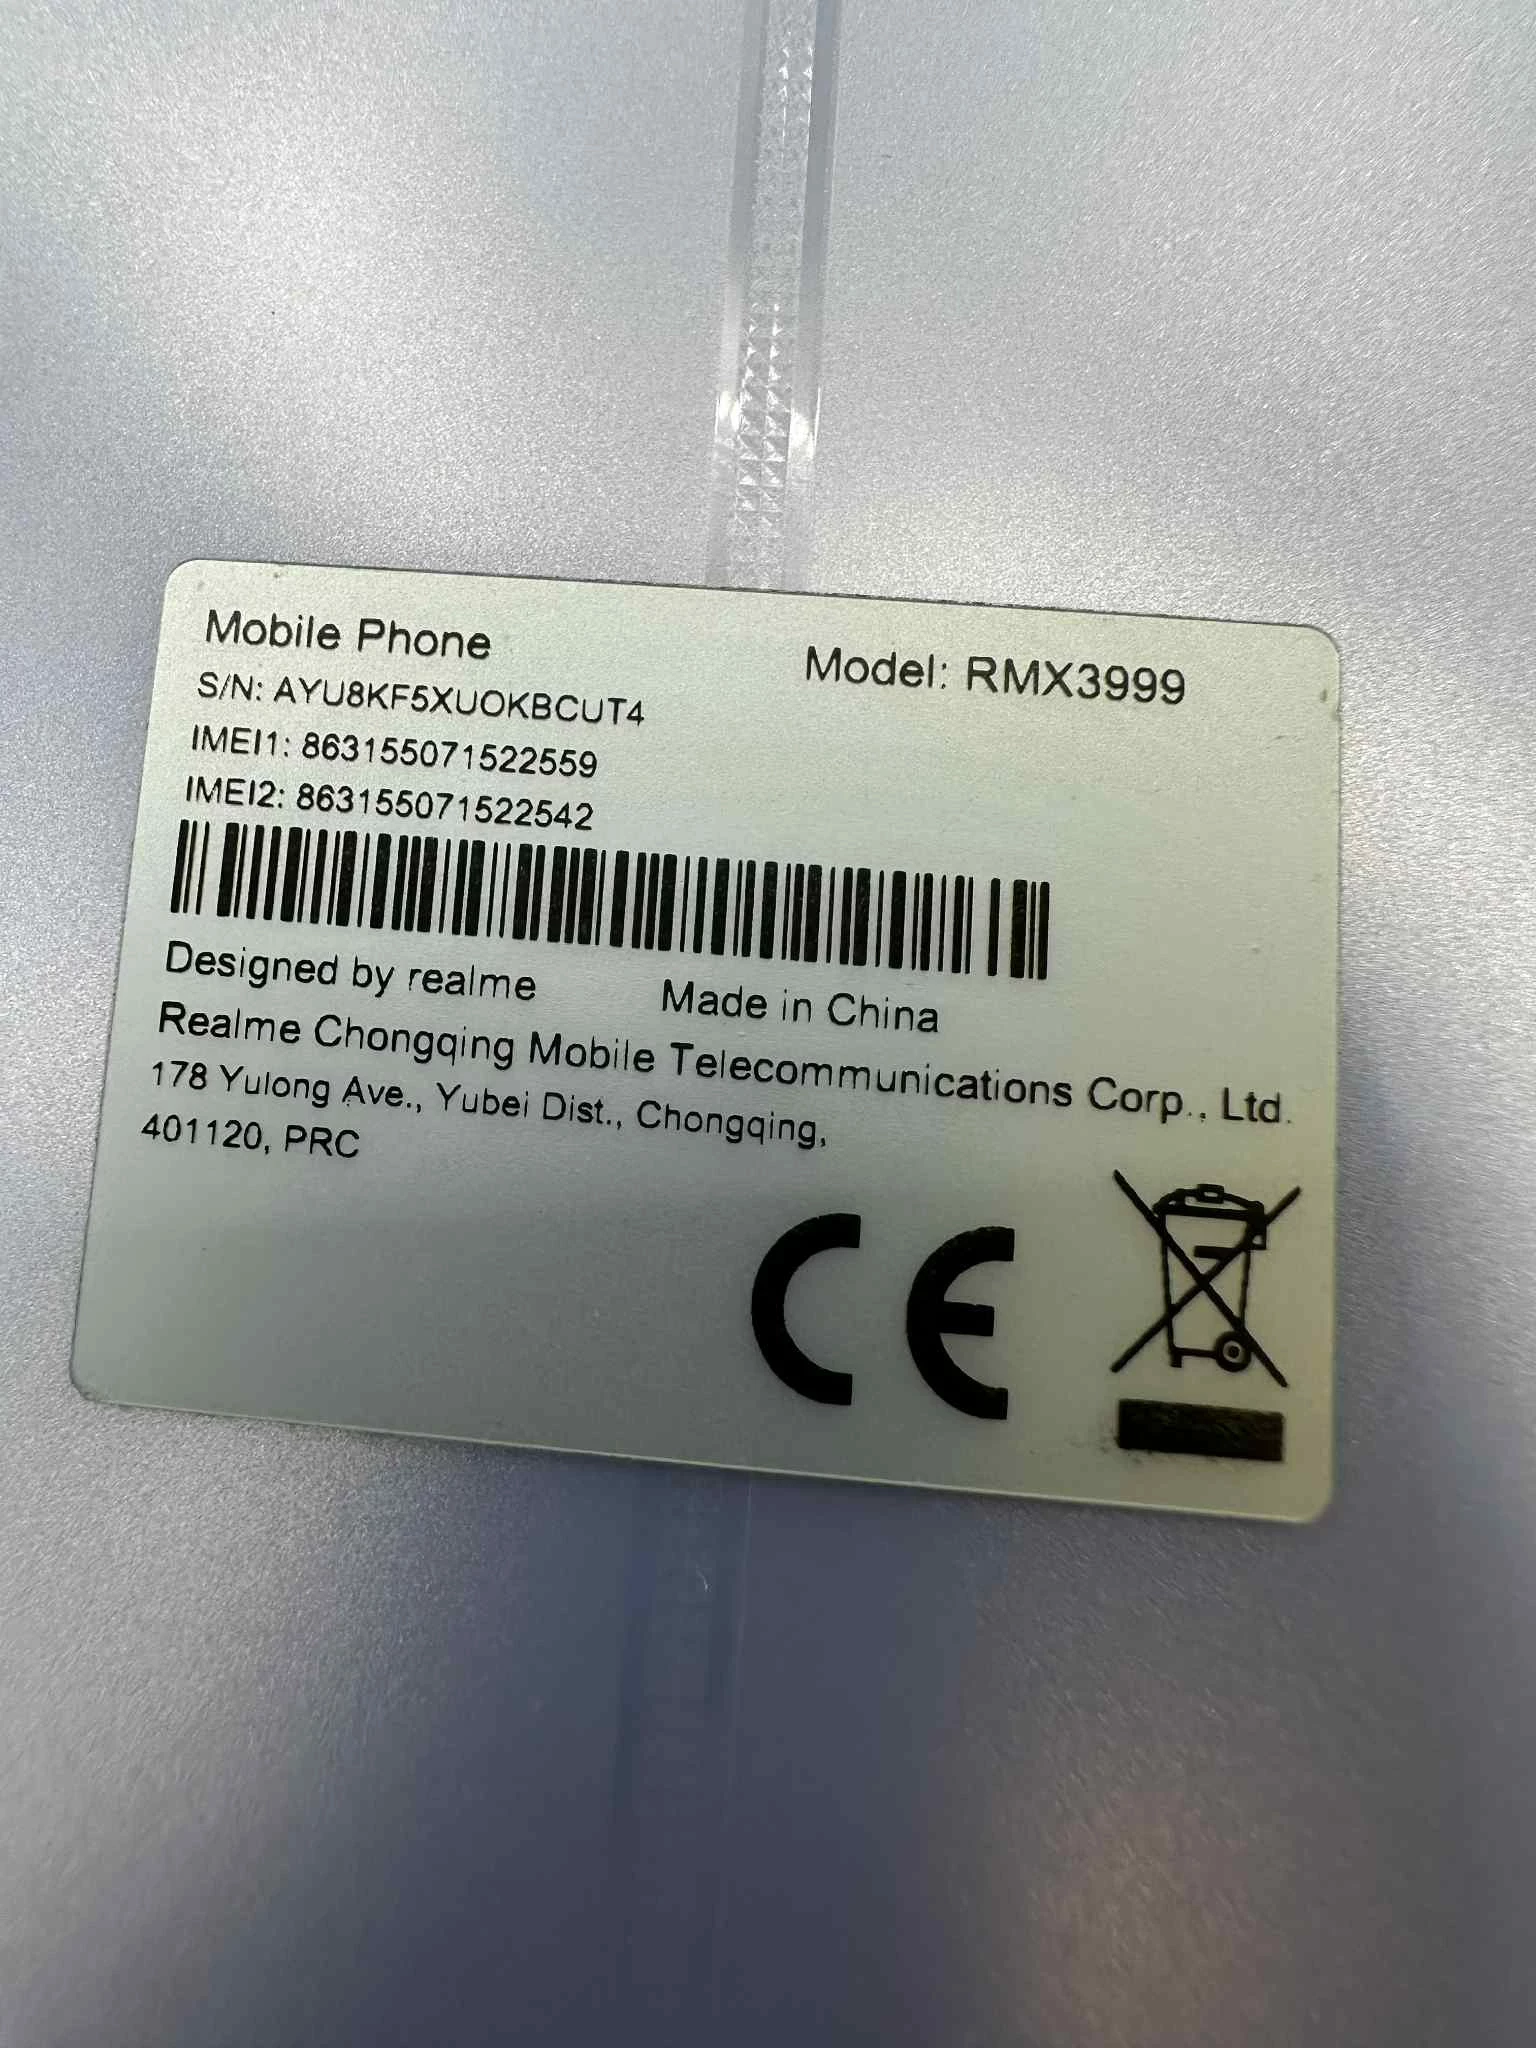 Mobile Phone
Model: RMX3999
S/N: AYU8KF5XUOKBCUT4
IMEI1: 863155071522559
IMEI2: 863155071522542
Designed by realme Made in China
Realme Chongqing Mobile Telecommunications Corp., Ltd.
178 Yulong Ave., Yubei Dist., Chongqing,
401120, PRC
CE